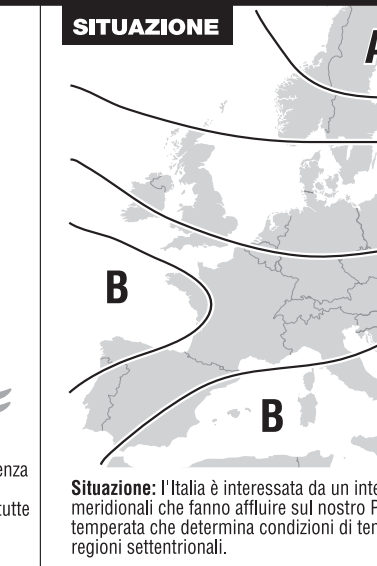 SITUAZIONE
A
B
B
enza
tutte
Situazione: l'Italia è interessata da un inte
meridionali che fanno affluire sul nostro P
temperata che determina condizioni di ten
regioni settentrionali.